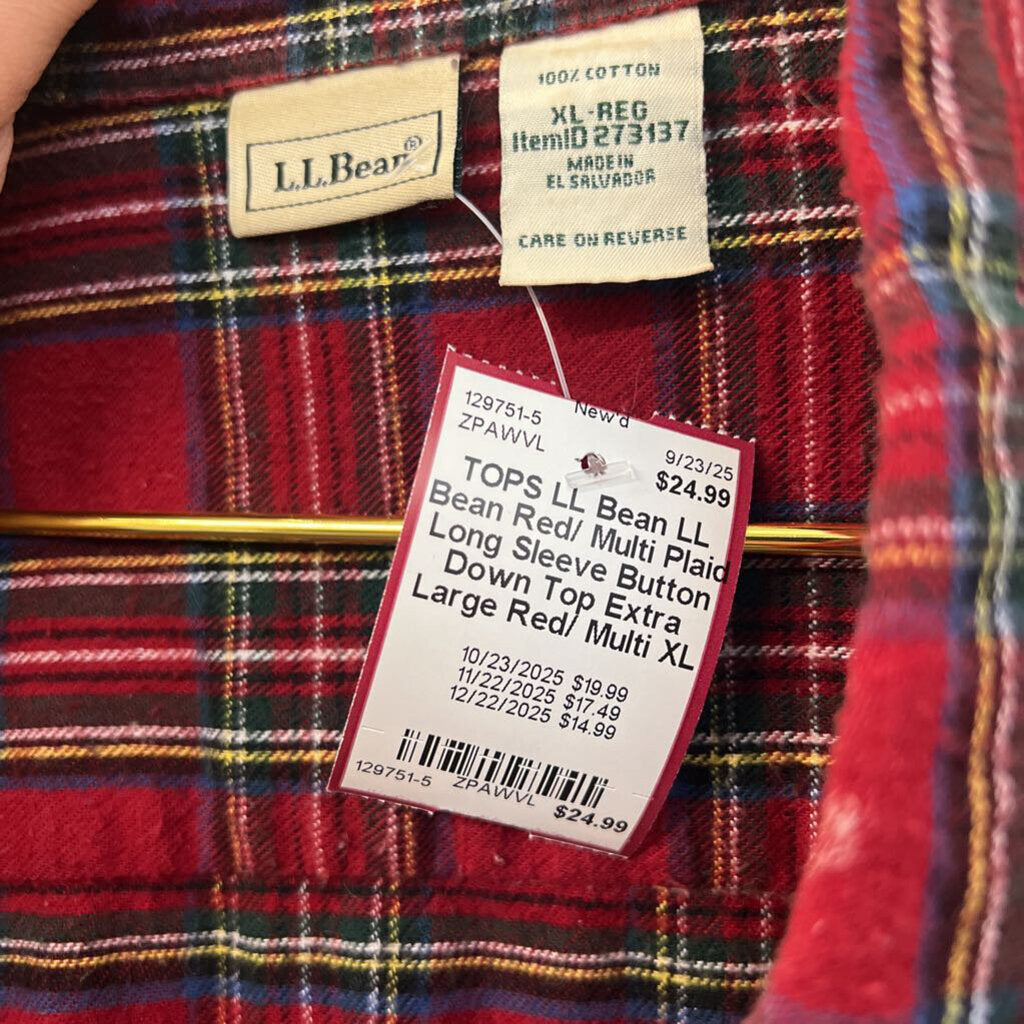 L.L.Bean®
100% COTTON
XL-REG
ItemID 273137
MADE IN
EL SALVADOR
CARE ON REVERSE
129751-5
New'd
ZPAWVL
9/23/25
$24.99
TOPS LL Bean LL
Bean Red/ Multi Plaid
Long Sleeve Button
Down Top Extra
Large Red/ Multi XL
10/23/2025 $19.99
11/22/2025 $17.49
12/22/2025 $14.99
129751-5 ZPAWVL $24.99